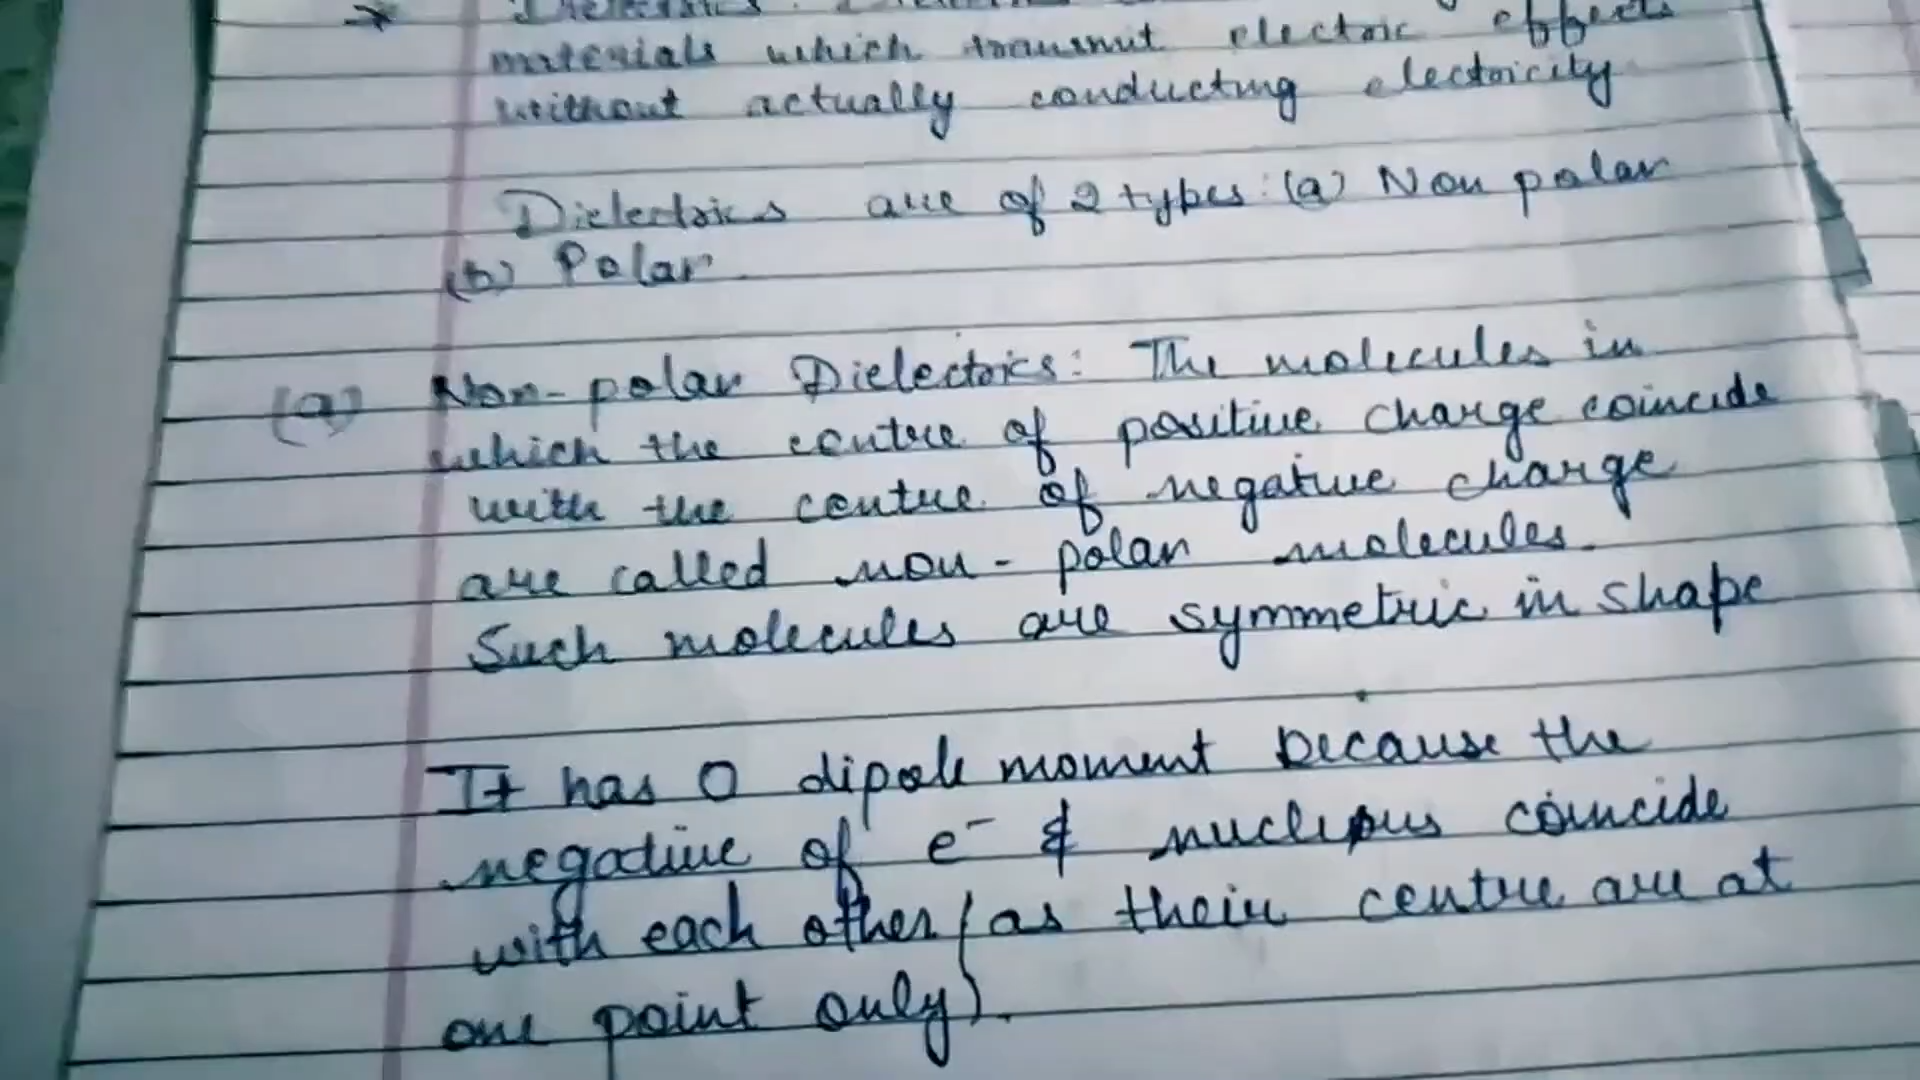 → Dielectrics:
materials which transmit electric effects
without actually conducting electricity
Dielectrics are of 2 types: (a) Non polar
(b) Polar
(a) Non-polar Dielectrics: The molecules in
which the centre of positive charge coincide
with the centre of negative charge
are called non-polar molecules.
Such molecules are symmetric in shape
It has 0 dipole moment because the
negative of e⁻ & nucleus coincide
with each other (as their centre are at
one point only).